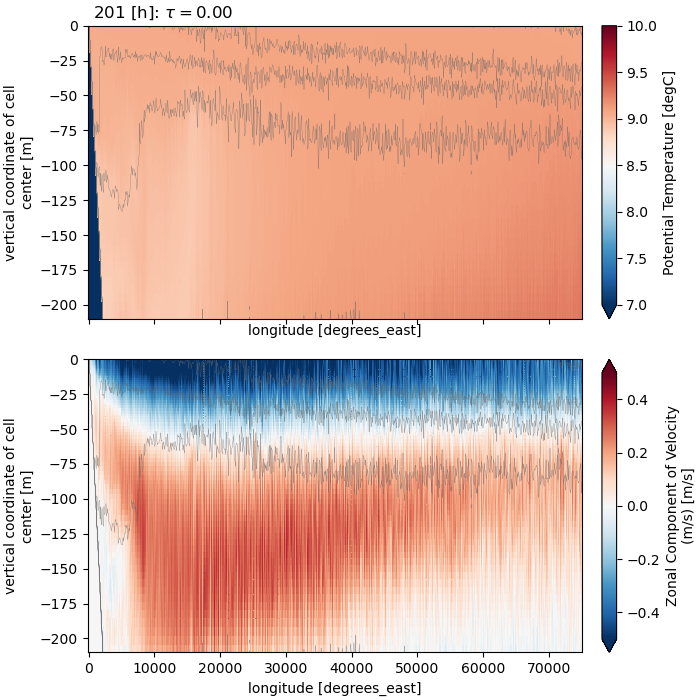 201 [h]: τ = 0.00
0
−25
−50
−75
−100
−125
−150
−175
−200
vertical coordinate of cell
center [m]
longitude [degrees_east]
10.0
9.5
9.0
8.5
8.0
7.5
7.0
Potential Temperature [degC]
0
−25
−50
−75
−100
−125
−150
−175
−200
vertical coordinate of cell
center [m]
0 10000 20000 30000 40000 50000 60000 70000
longitude [degrees_east]
0.4
0.2
0.0
−0.2
−0.4
Zonal Component of Velocity
(m/s) [m/s]